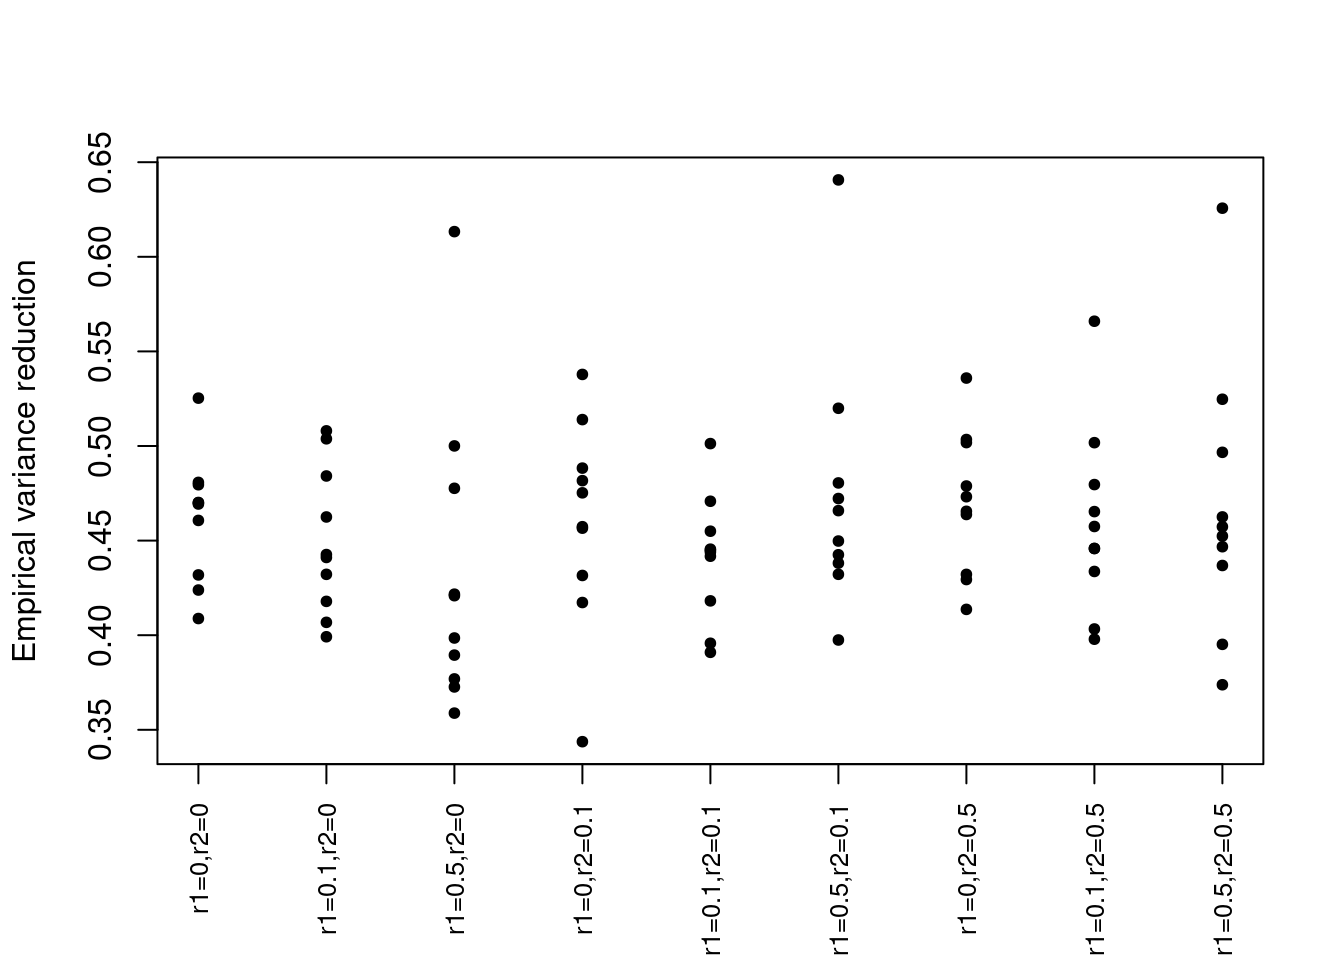 Empirical variance reduction
0.65
0.60
0.55
0.50
0.45
0.40
0.35
r1=0,r2=0
r1=0.1,r2=0
r1=0.5,r2=0
r1=0,r2=0.1
r1=0.1,r2=0.1
r1=0.5,r2=0.1
r1=0,r2=0.5
r1=0.1,r2=0.5
r1=0.5,r2=0.5